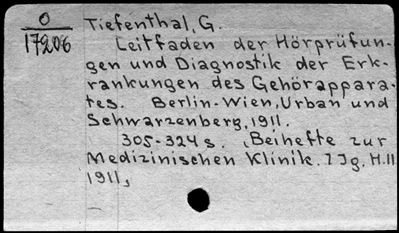 O
17206
Tiefenthal, G.
Leitfaden der Hörprüfun-
gen und Diagnostik der Erk-
rankungen des Gehörappara-
tes. Berlin-Wien, Urban und
Schwarzenberg, 1911.
305-324 s. „Beihefte zur
Medizinischen Klinik. 7 Jg. H.11
1911„